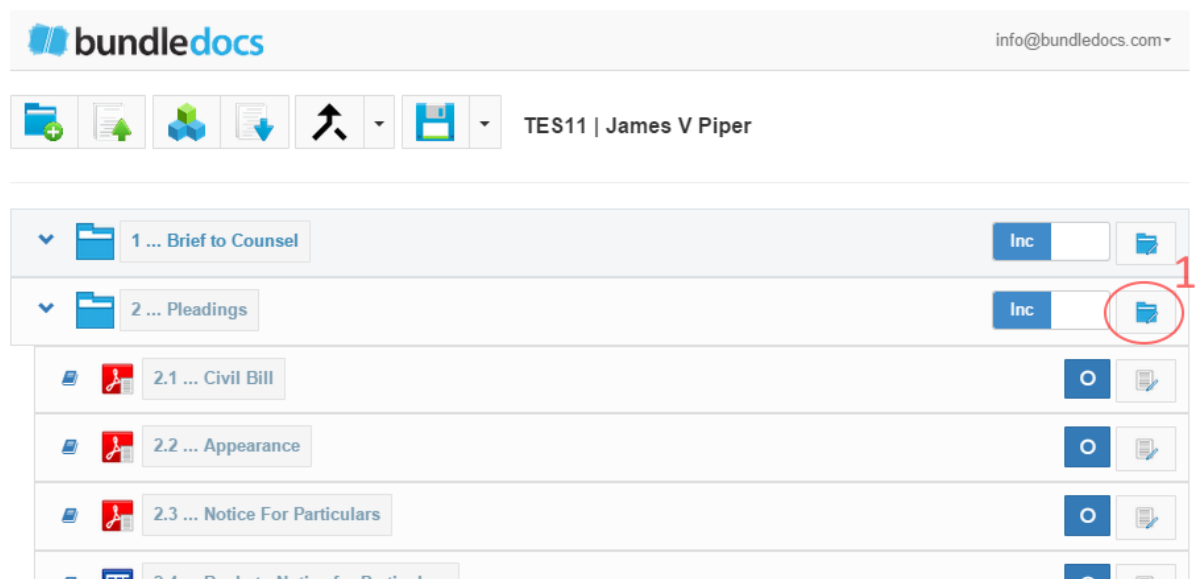 bundledocs
info@bundledocs.com
TES11 | James V Piper
1 ... Brief to Counsel
Inc
1
2 ... Pleadings
Inc
2.1 ... Civil Bill
O
2.2 ... Appearance
O
2.3 ... Notice For Particulars
O